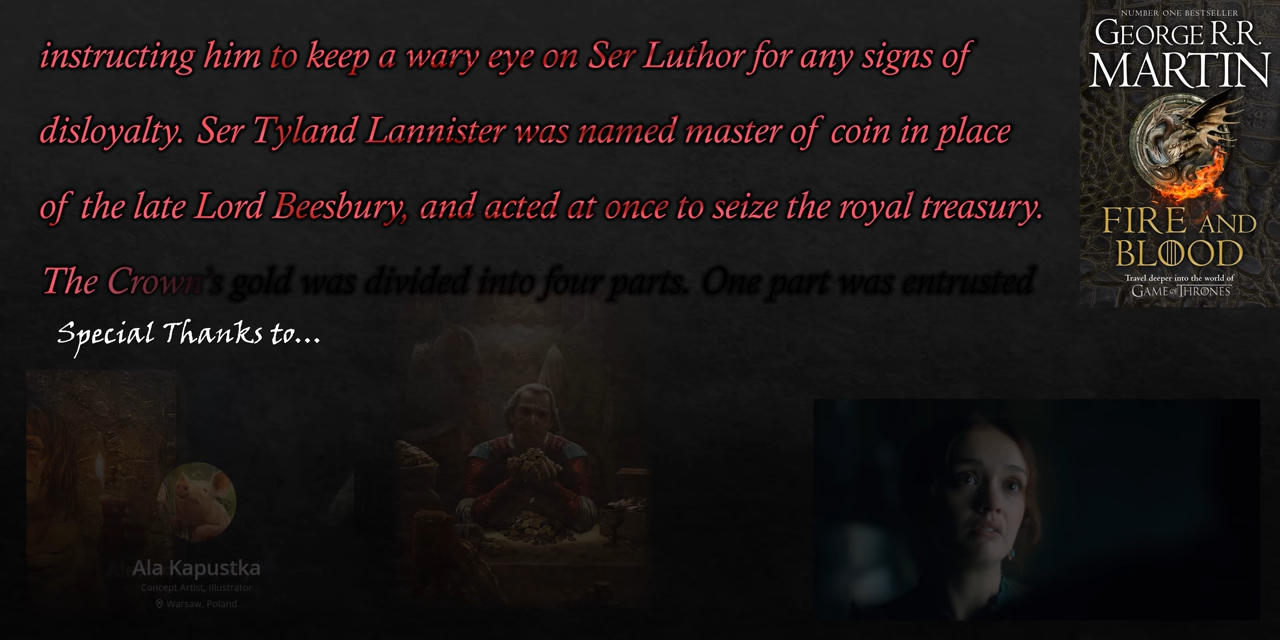 instructing him to keep a wary eye on Ser Luthor for any signs of
disloyalty. Ser Tyland Lannister was named master of coin in place
of the late Lord Beesbury, and acted at once to seize the royal treasury.
The Crown's gold was divided into four parts. One part was entrusted
NUMBER ONE BESTSELLER
GEORGE R.R.
MARTIN
FIRE AND
BLOOD
Travel deeper into the world of
GAME OF THRONES
Special Thanks to...
Ala Kapustka
Concept Artist, Illustrator
Warsaw, Poland